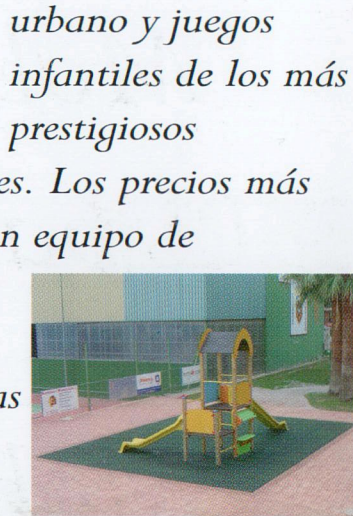 urbano y juegos
infantiles de los más
prestigiosos
es. Los precios más
n equipo de
as